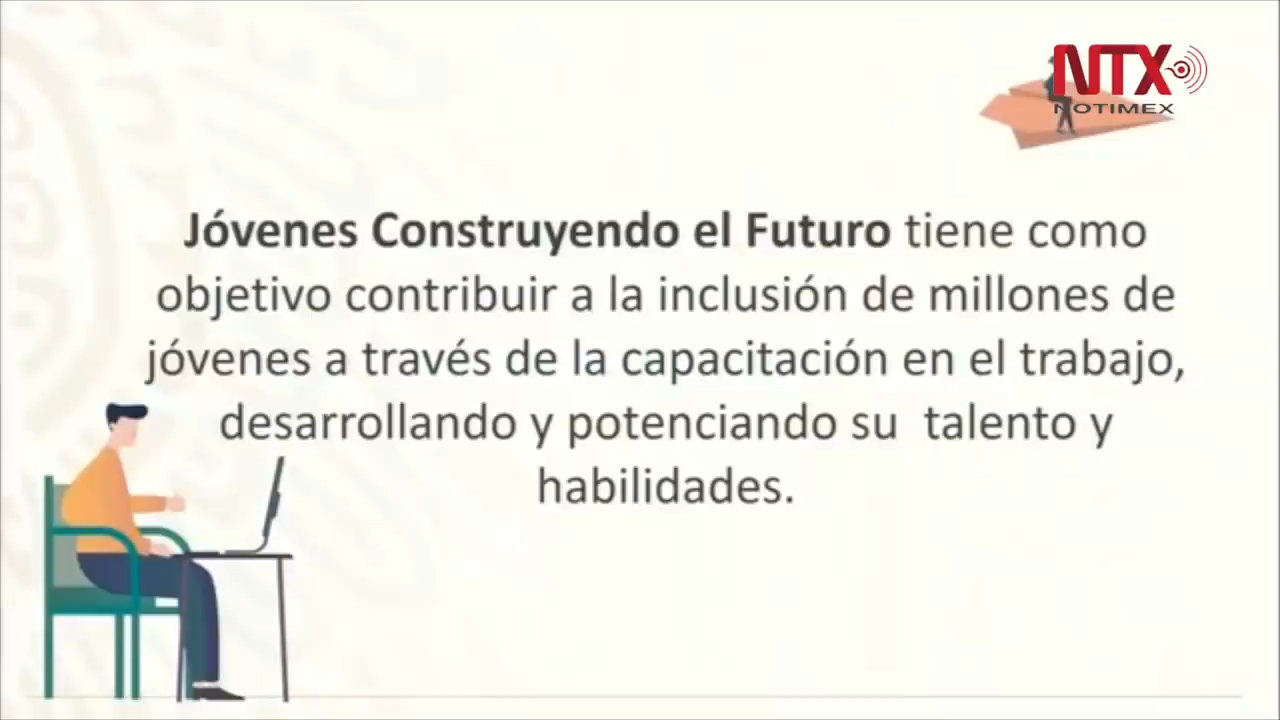 NTX
NOTIMEX
Jóvenes Construyendo el Futuro tiene como
objetivo contribuir a la inclusión de millones de
jóvenes a través de la capacitación en el trabajo,
desarrollando y potenciando su talento y
habilidades.